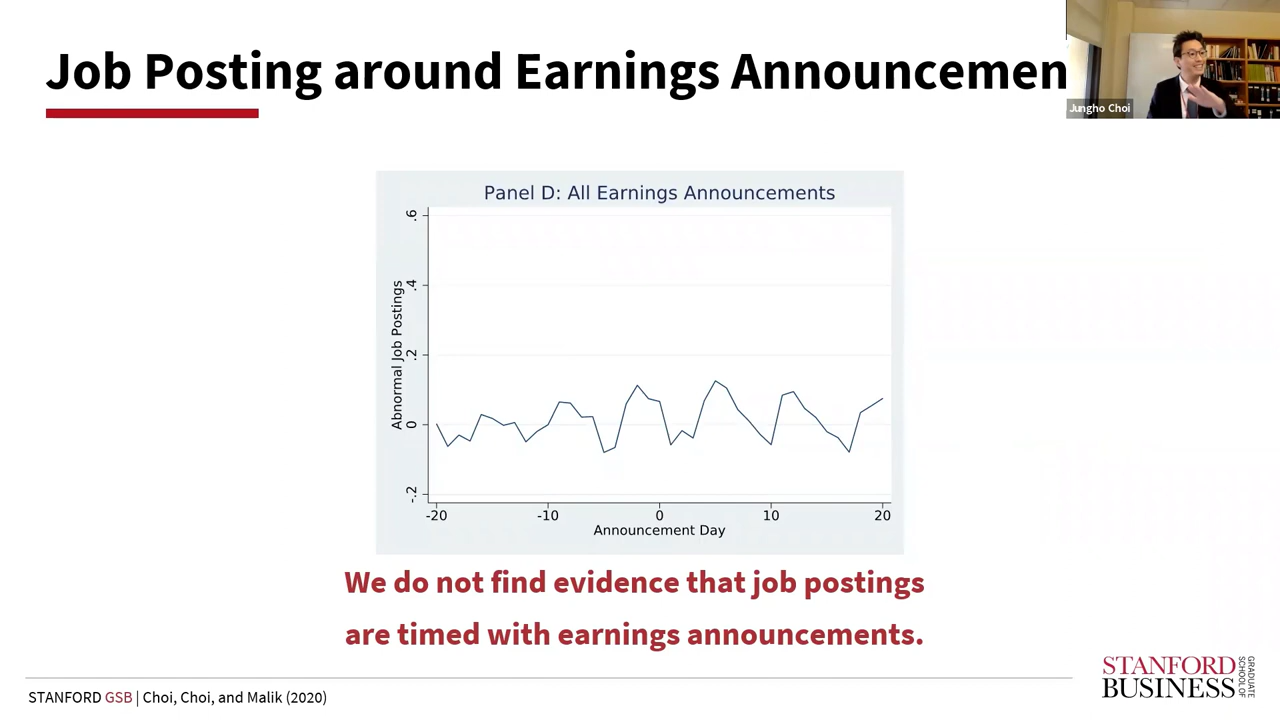 Job Posting around Earnings Announcemen
Jungho Choi
Panel D: All Earnings Announcements
Abnormal Job Postings
.6
.4
.2
0
-.2
-20
-10
0
10
20
Announcement Day
We do not find evidence that job postings
are timed with earnings announcements.
STANFORD GSB | Choi, Choi, and Malik (2020)
STANFORD
BUSINESS
GRADUATE
SCHOOL OF